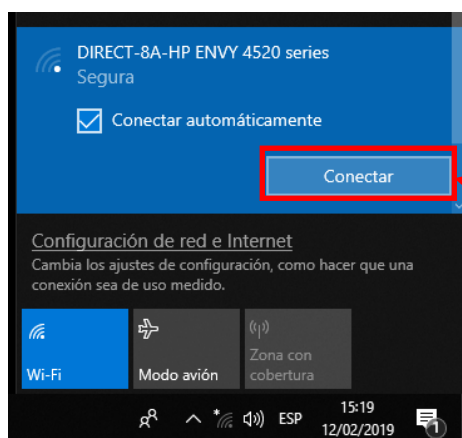 DIRECT-8A-HP ENVY 4520 series
Segura
Conectar automáticamente
Conectar
Configuración de red e Internet
Cambia los ajustes de configuración, como hacer que una
conexión sea de uso medido.
Wi-Fi
Modo avión
Zona con
cobertura
ESP
15:19
12/02/2019
1